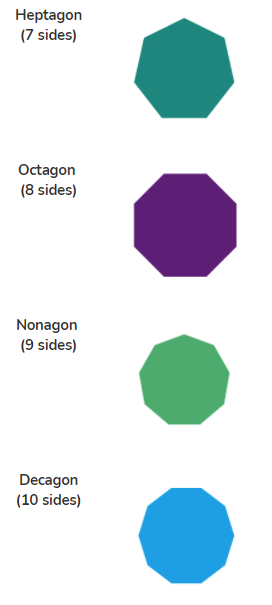 Heptagon
(7 sides)
Octagon
(8 sides)
Nonagon
(9 sides)
Decagon
(10 sides)